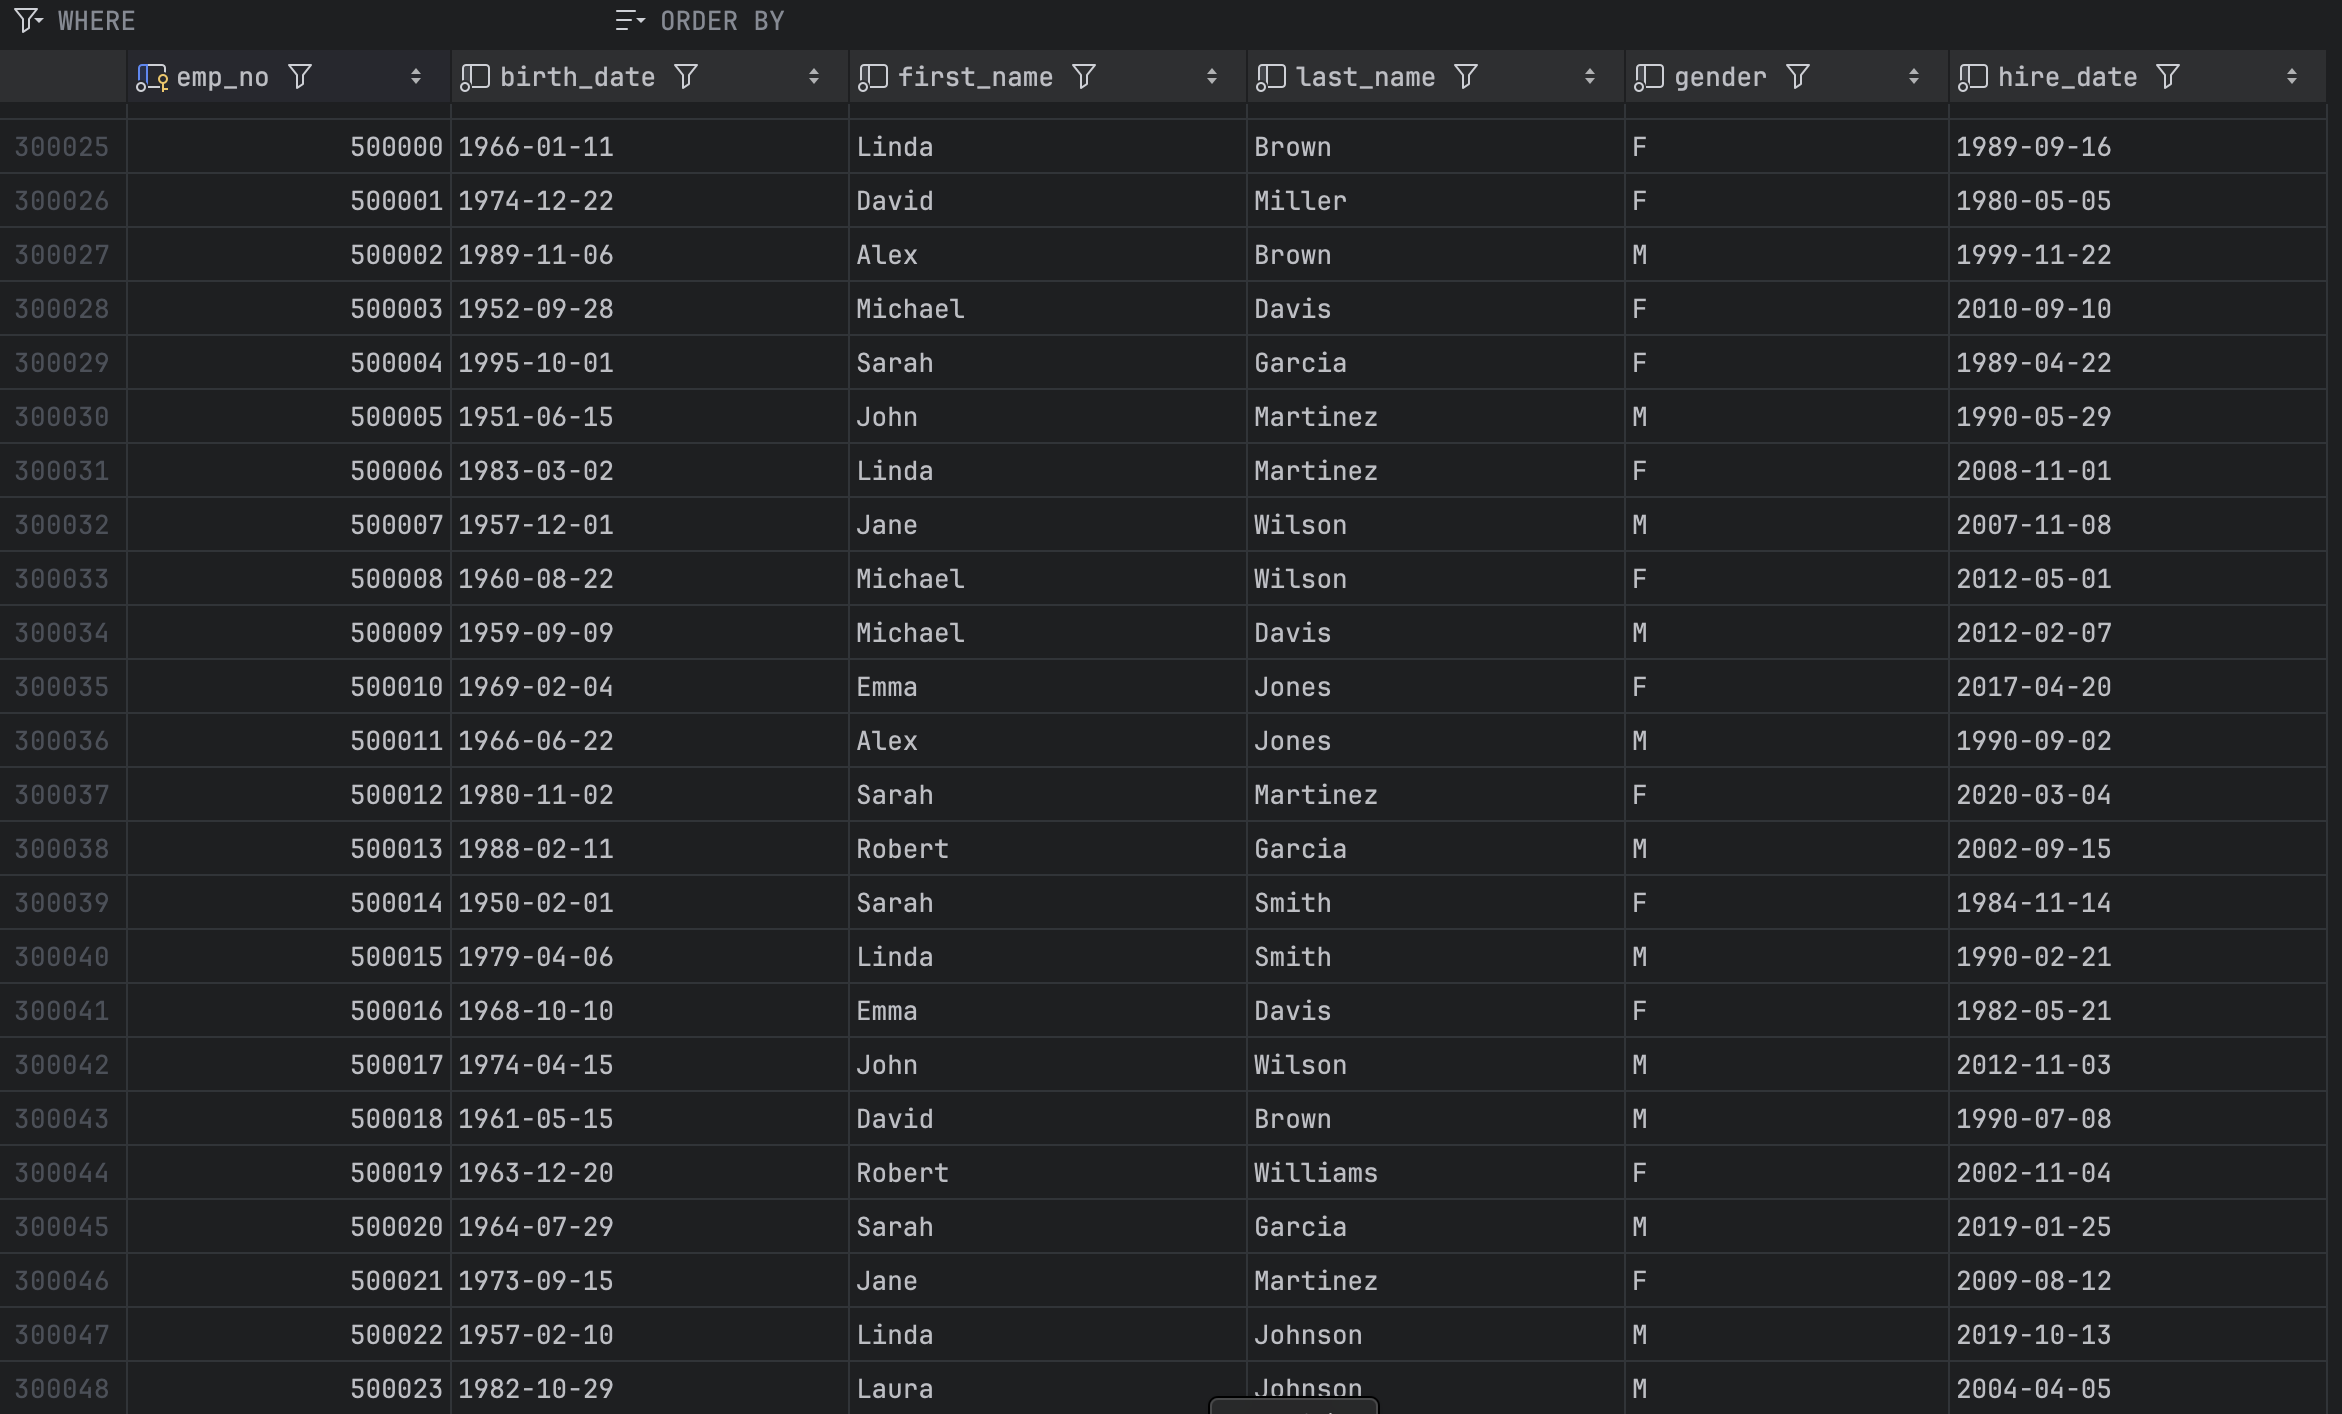 WHERE ORDER BY
emp_no birth_date first_name last_name gender hire_date
300025 500000 1966-01-11 Linda Brown F 1989-09-16
300026 500001 1974-12-22 David Miller F 1980-05-05
300027 500002 1989-11-06 Alex Brown M 1999-11-22
300028 500003 1952-09-28 Michael Davis F 2010-09-10
300029 500004 1995-10-01 Sarah Garcia F 1989-04-22
300030 500005 1951-06-15 John Martinez M 1990-05-29
300031 500006 1983-03-02 Linda Martinez F 2008-11-01
300032 500007 1957-12-01 Jane Wilson M 2007-11-08
300033 500008 1960-08-22 Michael Wilson F 2012-05-01
300034 500009 1959-09-09 Michael Davis M 2012-02-07
300035 500010 1969-02-04 Emma Jones F 2017-04-20
300036 500011 1966-06-22 Alex Jones M 1990-09-02
300037 500012 1980-11-02 Sarah Martinez F 2020-03-04
300038 500013 1988-02-11 Robert Garcia M 2002-09-15
300039 500014 1950-02-01 Sarah Smith F 1984-11-14
300040 500015 1979-04-06 Linda Smith M 1990-02-21
300041 500016 1968-10-10 Emma Davis F 1982-05-21
300042 500017 1974-04-15 John Wilson M 2012-11-03
300043 500018 1961-05-15 David Brown M 1990-07-08
300044 500019 1963-12-20 Robert Williams F 2002-11-04
300045 500020 1964-07-29 Sarah Garcia M 2019-01-25
300046 500021 1973-09-15 Jane Martinez F 2009-08-12
300047 500022 1957-02-10 Linda Johnson M 2019-10-13
300048 500023 1982-10-29 Laura Johnson M 2004-04-05